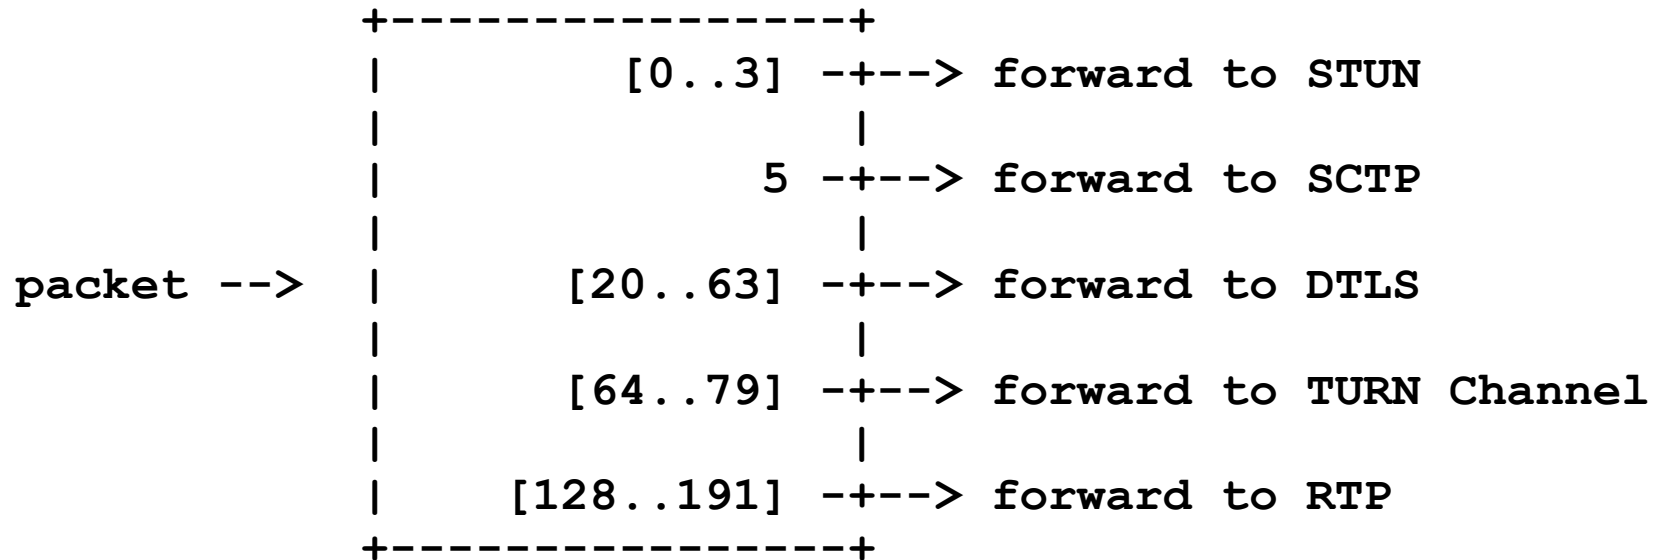 +-----------------+
| [0..3] -+--> forward to STUN
| |
| 5 -+--> forward to SCTP
| |
packet --> | [20..63] -+--> forward to DTLS
| |
| [64..79] -+--> forward to TURN Channel
| |
| [128..191] -+--> forward to RTP
+-----------------+